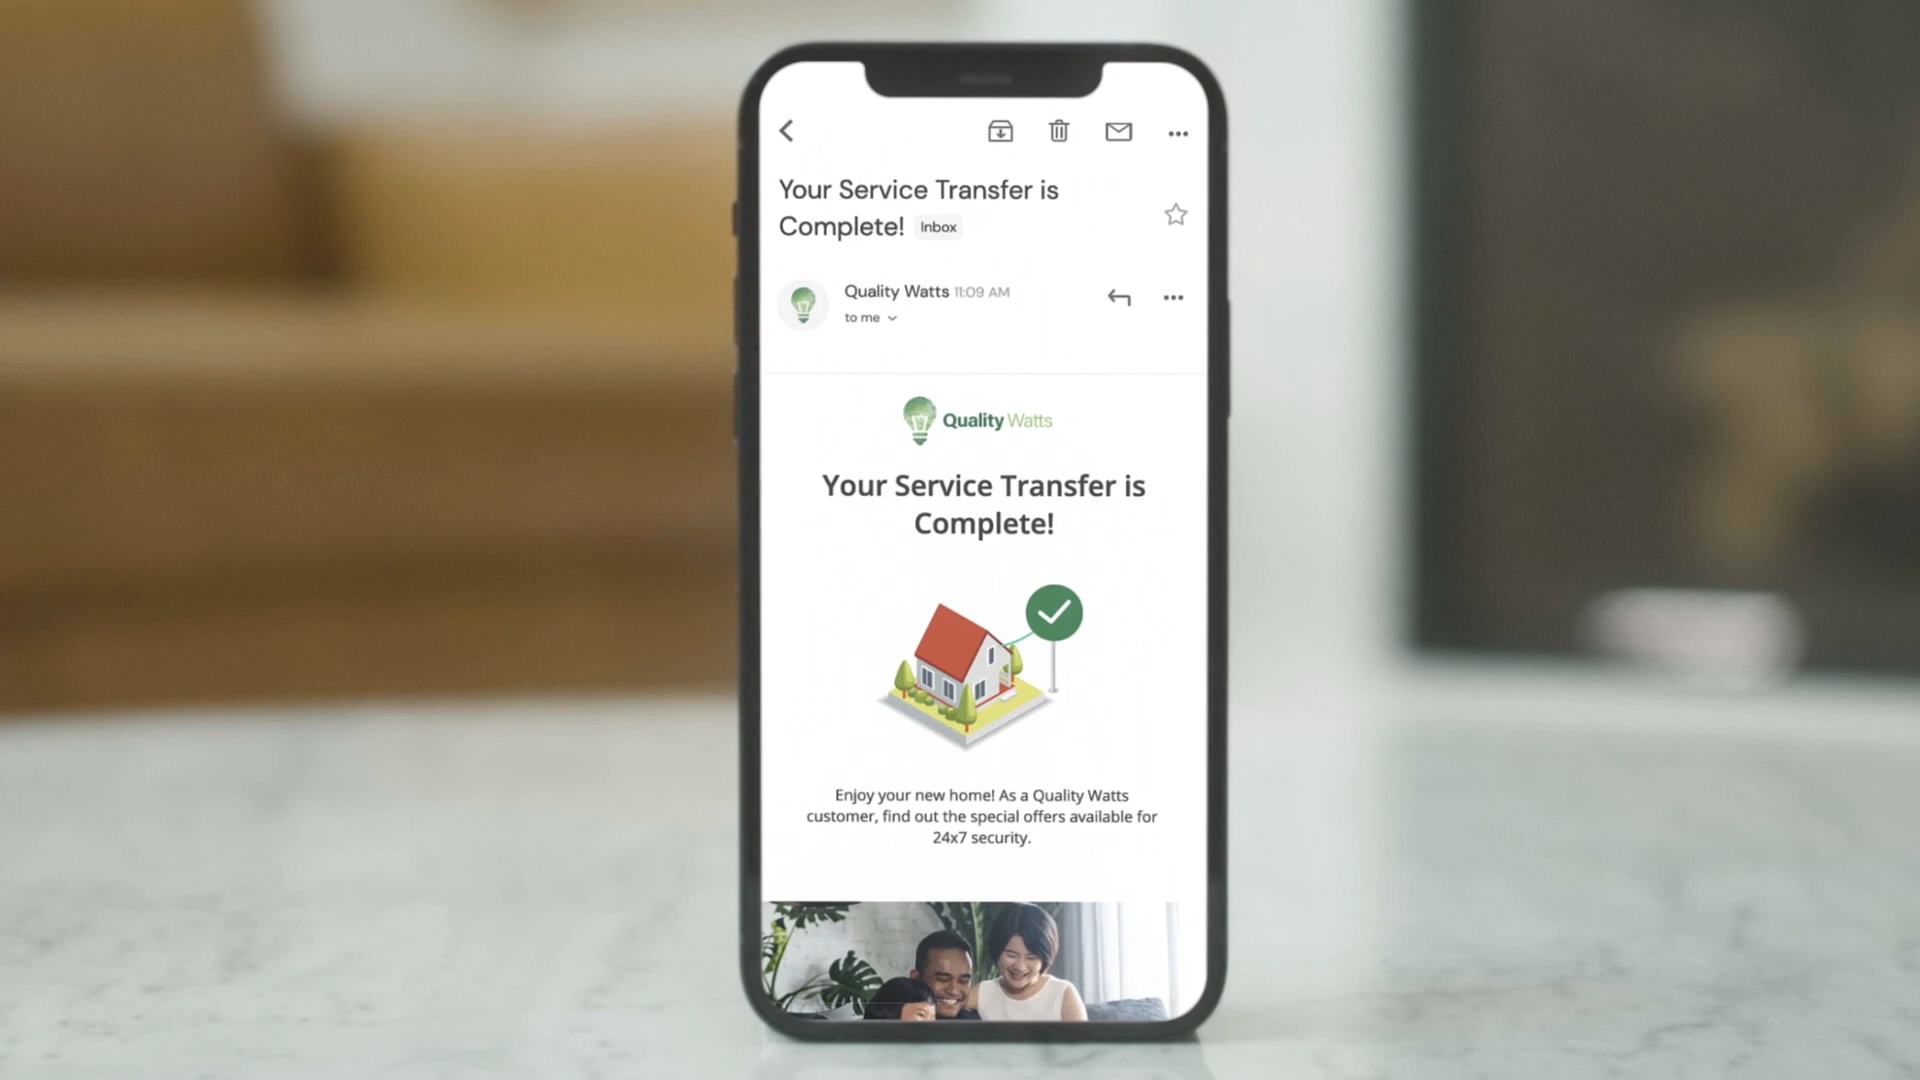 Your Service Transfer is
Complete! Inbox
Quality Watts 11:09 AM
to me
Quality Watts
Your Service Transfer is
Complete!
Enjoy your new home! As a Quality Watts
customer, find out the special offers available for
24x7 security.